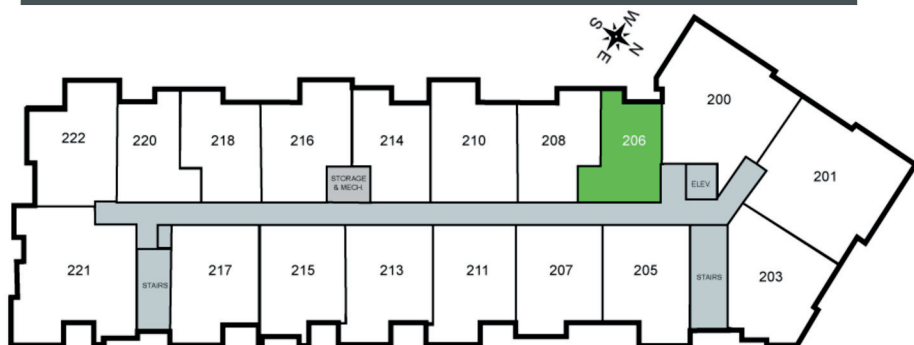 W
S
N
E
200
222
220
218
216
214
210
208
206
201
STORAGE
& MECH.
ELEV.
221
217
215
213
211
207
205
203
STAIRS
STAIRS